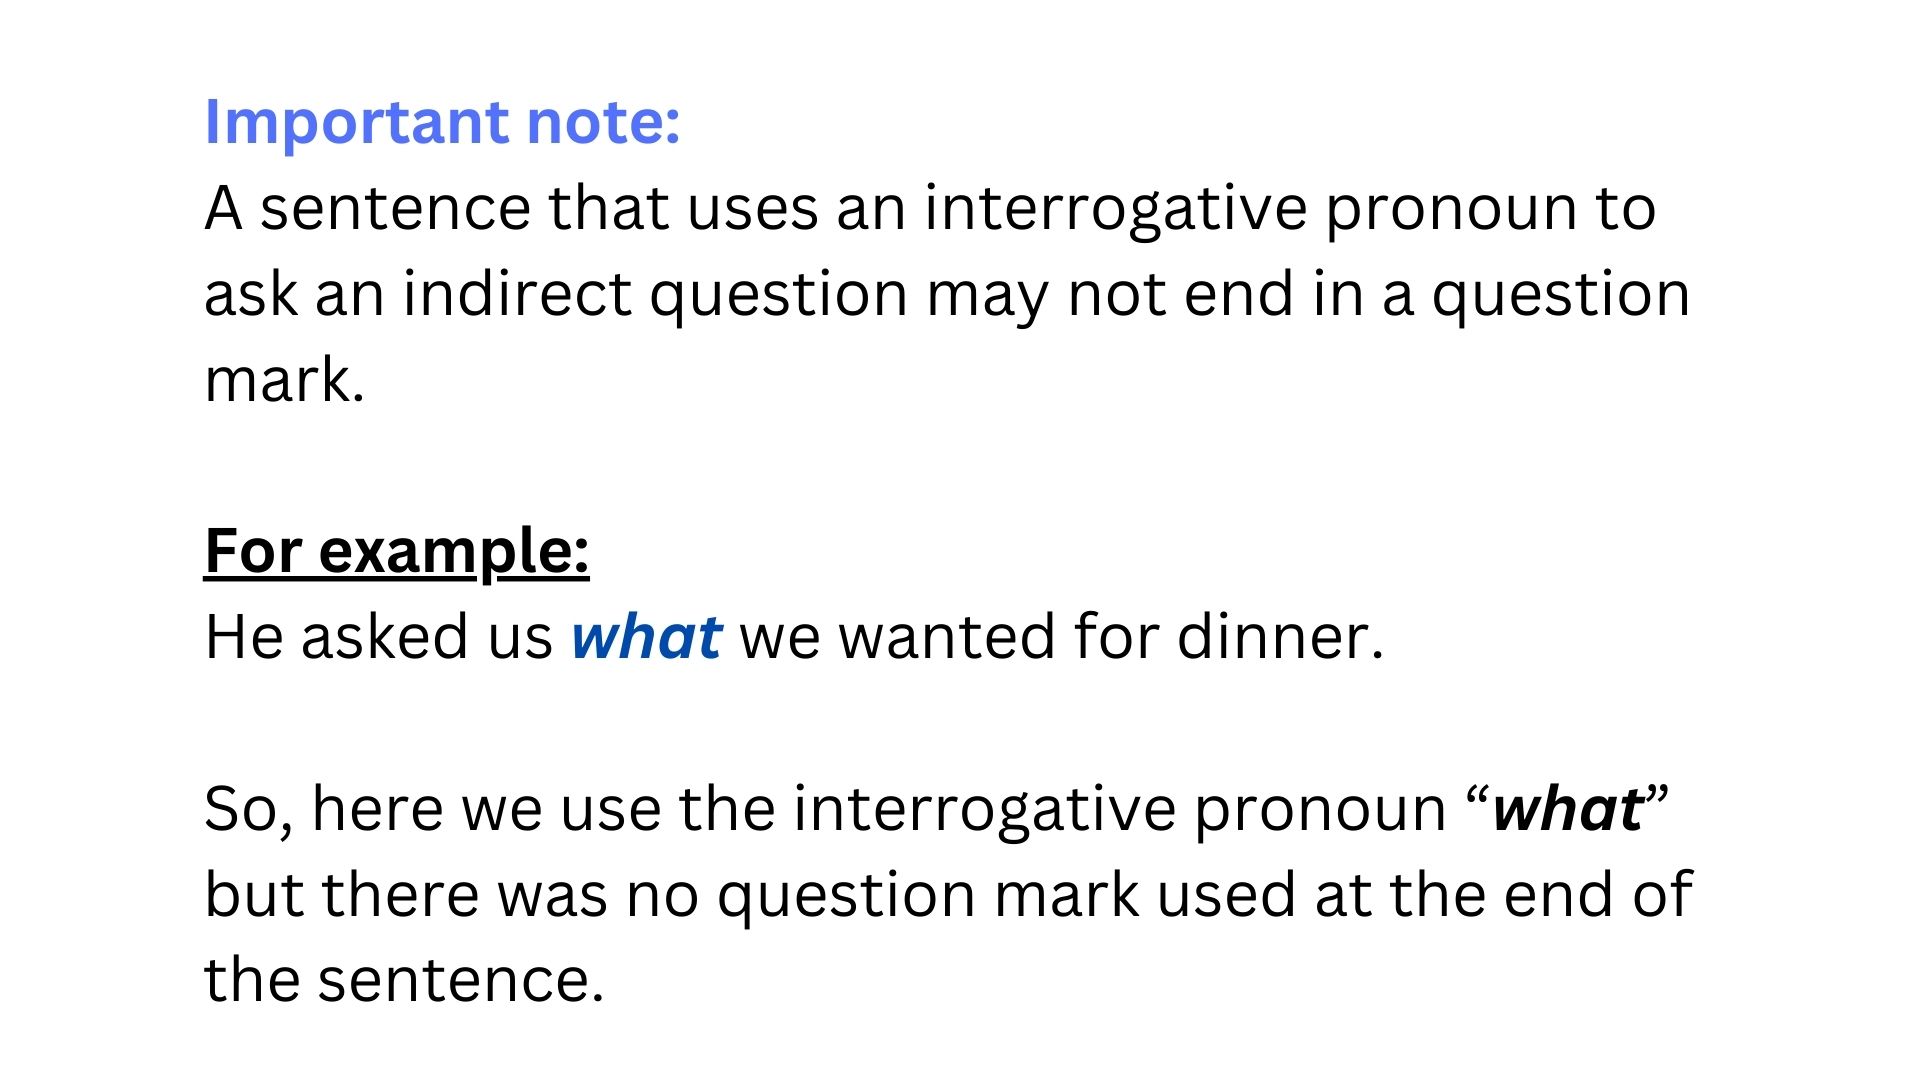 Important note:
A sentence that uses an interrogative pronoun to
ask an indirect question may not end in a question
mark.
For example:
He asked us what we wanted for dinner.
So, here we use the interrogative pronoun “what”
but there was no question mark used at the end of
the sentence.